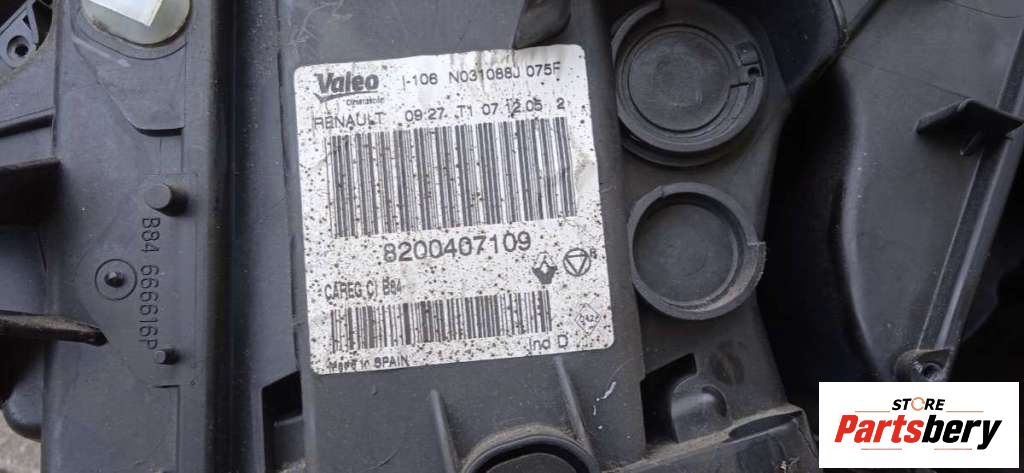 Valeo I-106 N031088J 075F
Climatización
RENAULT 09:27 T1 07.12.05 2
8200407109
CAREG C/ B84
Ind D
Made in SPAIN
B84 666616P
STORE
Partsbery